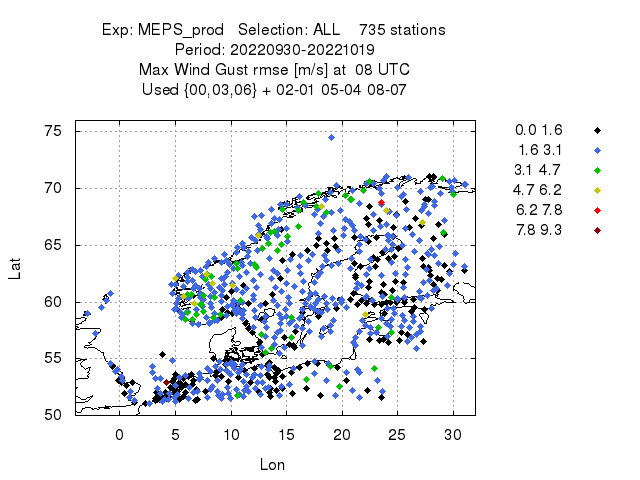 Exp: MEPS_prod Selection: ALL 735 stations
Period: 20220930-20221019
Max Wind Gust rmse [m/s] at 08 UTC
Used {00,03,06} + 02-01 05-04 08-07
75
70
65
60
55
50
Lat
0 5 10 15 20 25 30
Lon
0.0 1.6
1.6 3.1
3.1 4.7
4.7 6.2
6.2 7.8
7.8 9.3